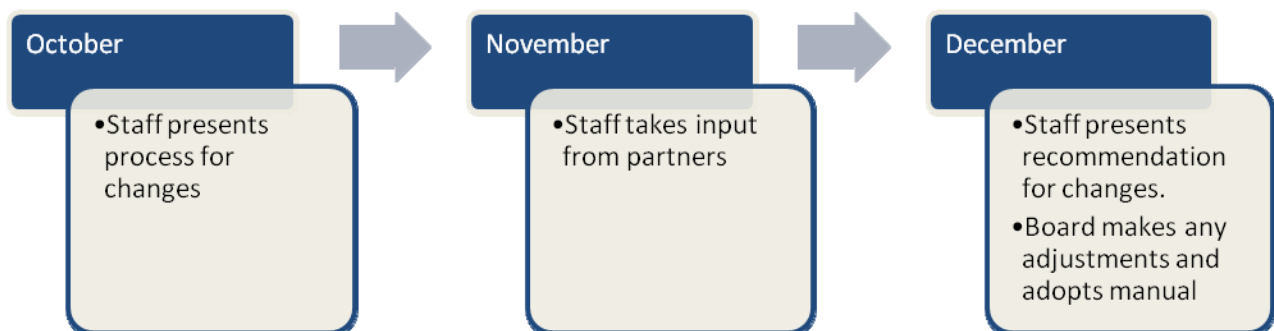 October
•Staff presents
process for
changes
November
•Staff takes input
from partners
December
•Staff presents
recommendation
for changes.
•Board makes any
adjustments and
adopts manual